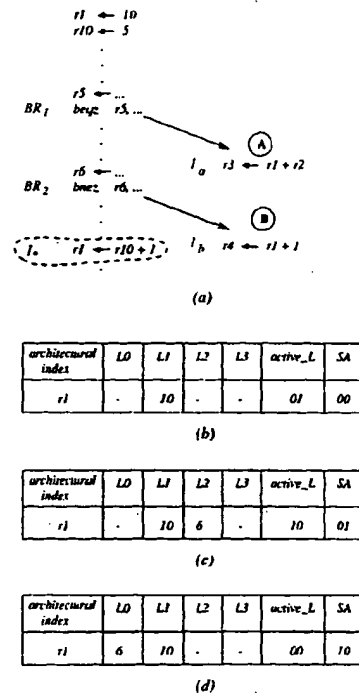 r1 ← 10
r10 ← 5
r5 ← ...
BR1 beqz r5, ...
A
Ia r3 ← r1 + r2
r6 ← ...
BR2 bnez r6, ...
B
Ib r4 ← r1 + 1
I* r1 ← r10 + 1
(a)
architectural index L0 L1 L2 L3 active_L SA
r1 - 10 - - 01 00
(b)
architectural index L0 L1 L2 L3 active_L SA
r1 - 10 6 - 10 01
(c)
architectural index L0 L1 L2 L3 active_L SA
r1 6 10 - - 00 10
(d)